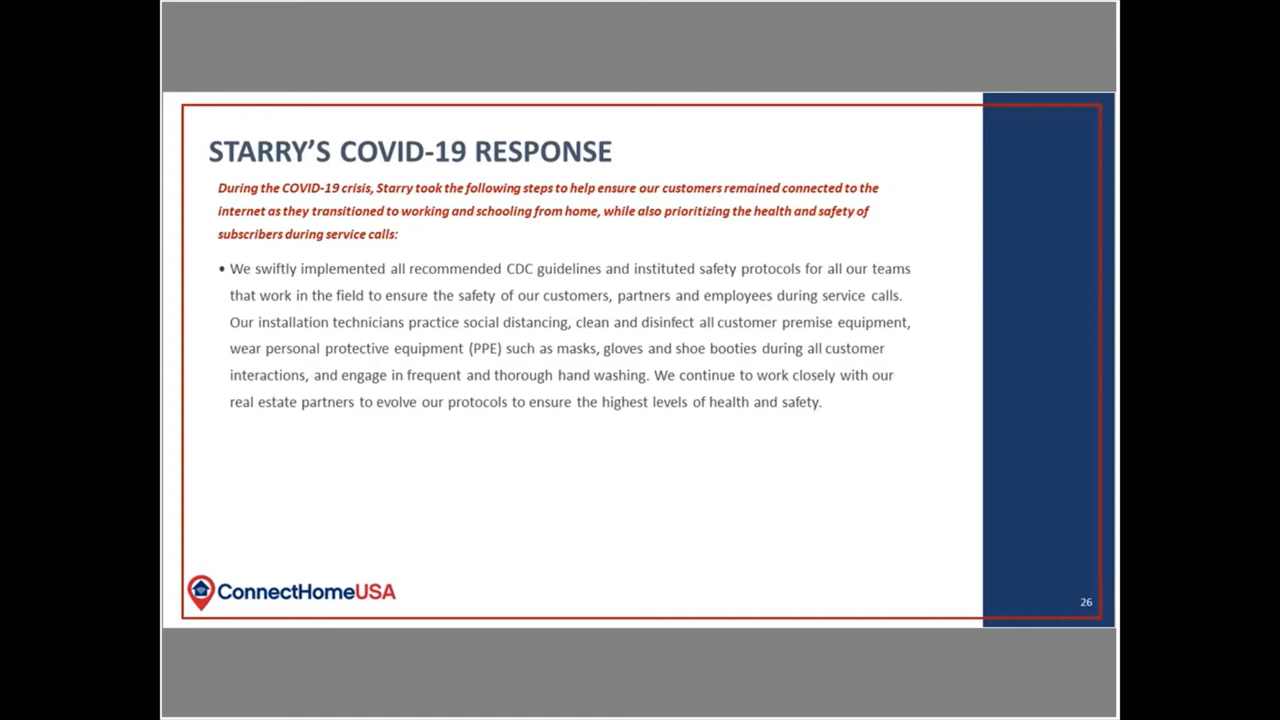 STARRY'S COVID-19 RESPONSE
During the COVID-19 crisis, Starry took the following steps to help ensure our customers remained connected to the
internet as they transitioned to working and schooling from home, while also prioritizing the health and safety of
subscribers during service calls:
• We swiftly implemented all recommended CDC guidelines and instituted safety protocols for all our teams
that work in the field to ensure the safety of our customers, partners and employees during service calls.
Our installation technicians practice social distancing, clean and disinfect all customer premise equipment,
wear personal protective equipment (PPE) such as masks, gloves and shoe booties during all customer
interactions, and engage in frequent and thorough hand washing. We continue to work closely with our
real estate partners to evolve our protocols to ensure the highest levels of health and safety.
ConnectHomeUSA
26